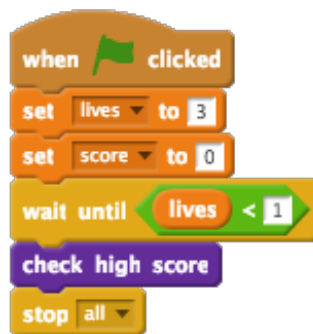 when clicked
set lives to 3
set score to 0
wait until lives < 1
check high score
stop all